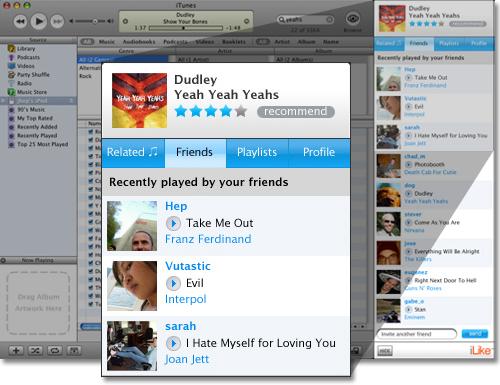 iTunes
Dudley
Show Your Bones
1:37
-1:49
yeahs
Source
Library
Podcasts
Videos
Party Shuffle
Radio
Music Store
90's Music
My Top Rated
Recently Added
Recently Played
Top 25 Most Played
All Music Audiobooks Podcasts Videos Booklets All Artist Album Name
Genre
Artist
Album
Rock
Now Playing
Drag Album
Artwork Here
Dudley
Yeah Yeah Yeahs
recommend
Related Friends Playlists Profile
Recently played by your friends
Hep
Take Me Out
Franz Ferdinand
Vutastic
Evil
Interpol
sarah
I Hate Myself for Loving You
Joan Jett
Dudley
Yeah Yeah Yeahs
recommend
Related Friends Playlists Profile
Recently played by your friends
Hep
Take Me Out
Franz Ferdinand
Vutastic
Evil
Interpol
sarah
I Hate Myself for Loving You
Joan Jett
chad_m
Photobooth
Death Cab For Cutie
dog
Dudley
Yeah Yeah Yeahs
stever
Come As You Are
Nirvana
jose
Everything Will Be Alright
The Killers
eugenez
Right Next Door To Hell
Guns N' Roses
gabe_o
Stan
Eminem
Invite another friend
send
HIDE
iLike